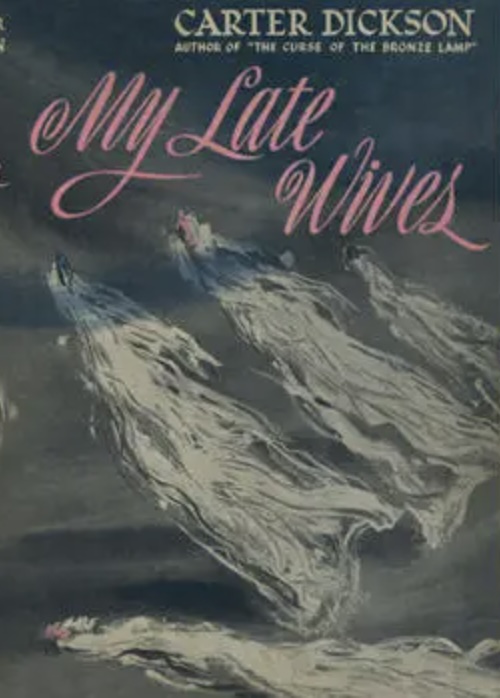 CARTER DICKSON
AUTHOR OF "THE CURSE OF THE BRONZE LAMP"
My Late
Wives